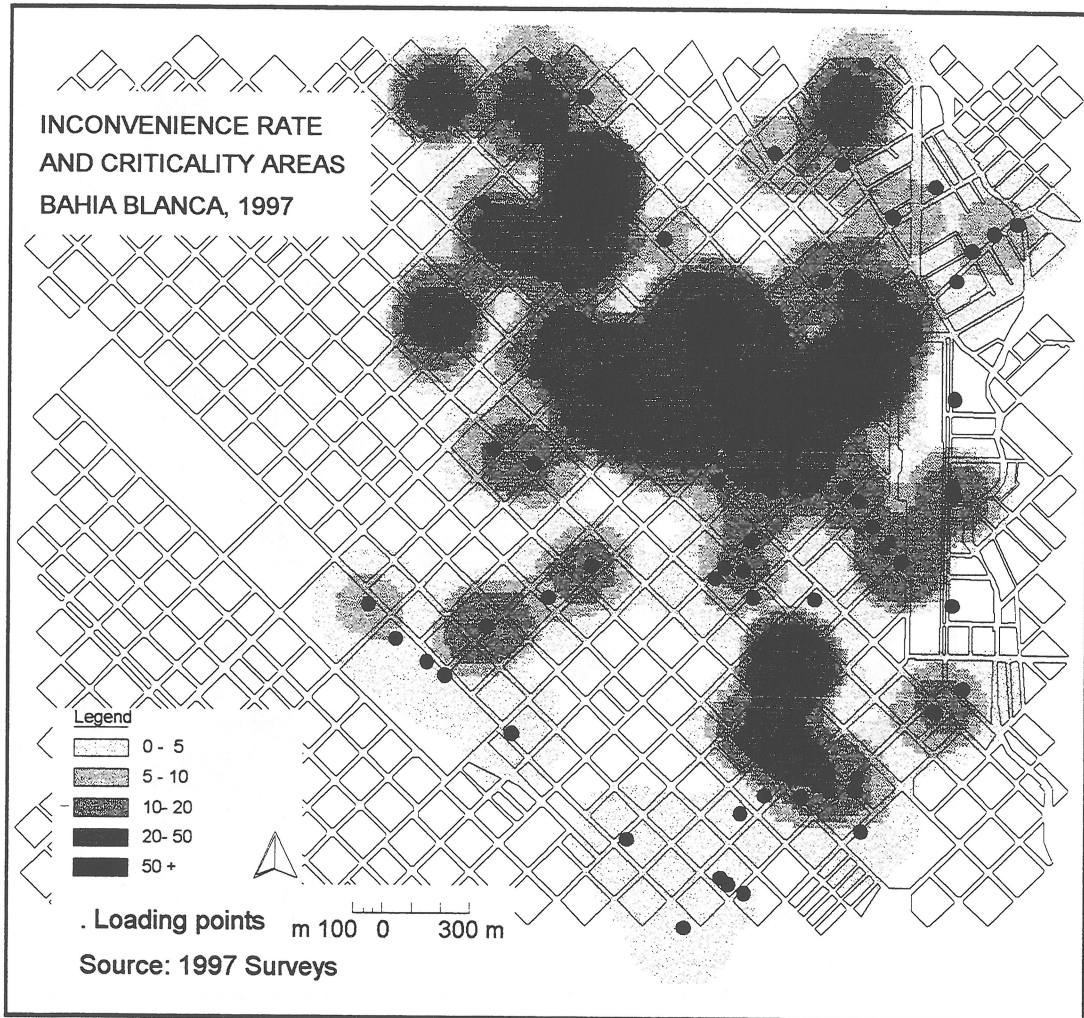 INCONVENIENCE RATE
AND CRITICALITY AREAS
BAHIA BLANCA, 1997
Legend
0 - 5
5 - 10
10- 20
20- 50
50 +
. Loading points
m 100 0 300 m
Source: 1997 Surveys